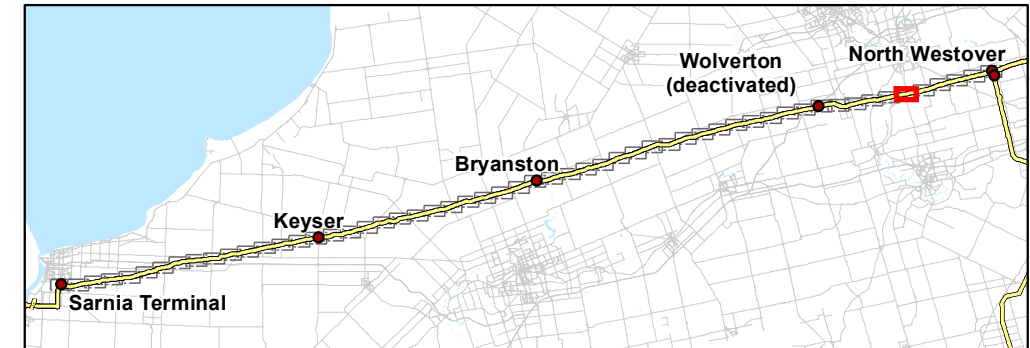 North Westover
Wolverton
(deactivated)
Bryanston
Keyser
Sarnia Terminal